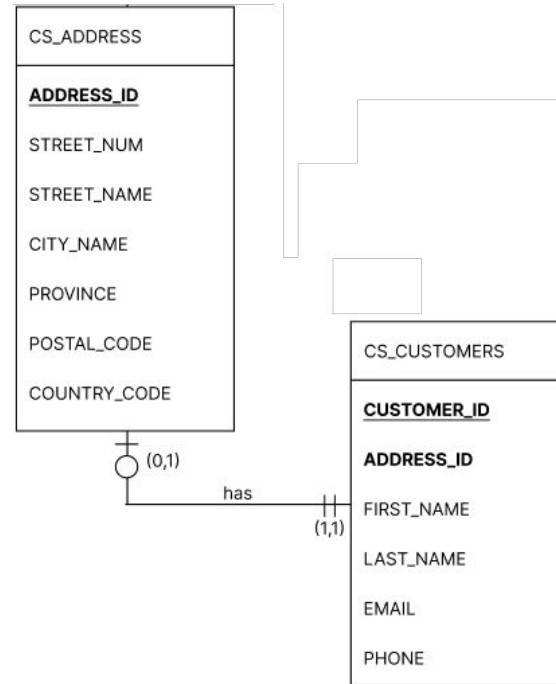 CS_ADDRESS
ADDRESS_ID
STREET_NUM
STREET_NAME
CITY_NAME
PROVINCE
POSTAL_CODE
COUNTRY_CODE
(0,1)
has
(1,1)
CS_CUSTOMERS
CUSTOMER_ID
ADDRESS_ID
FIRST_NAME
LAST_NAME
EMAIL
PHONE